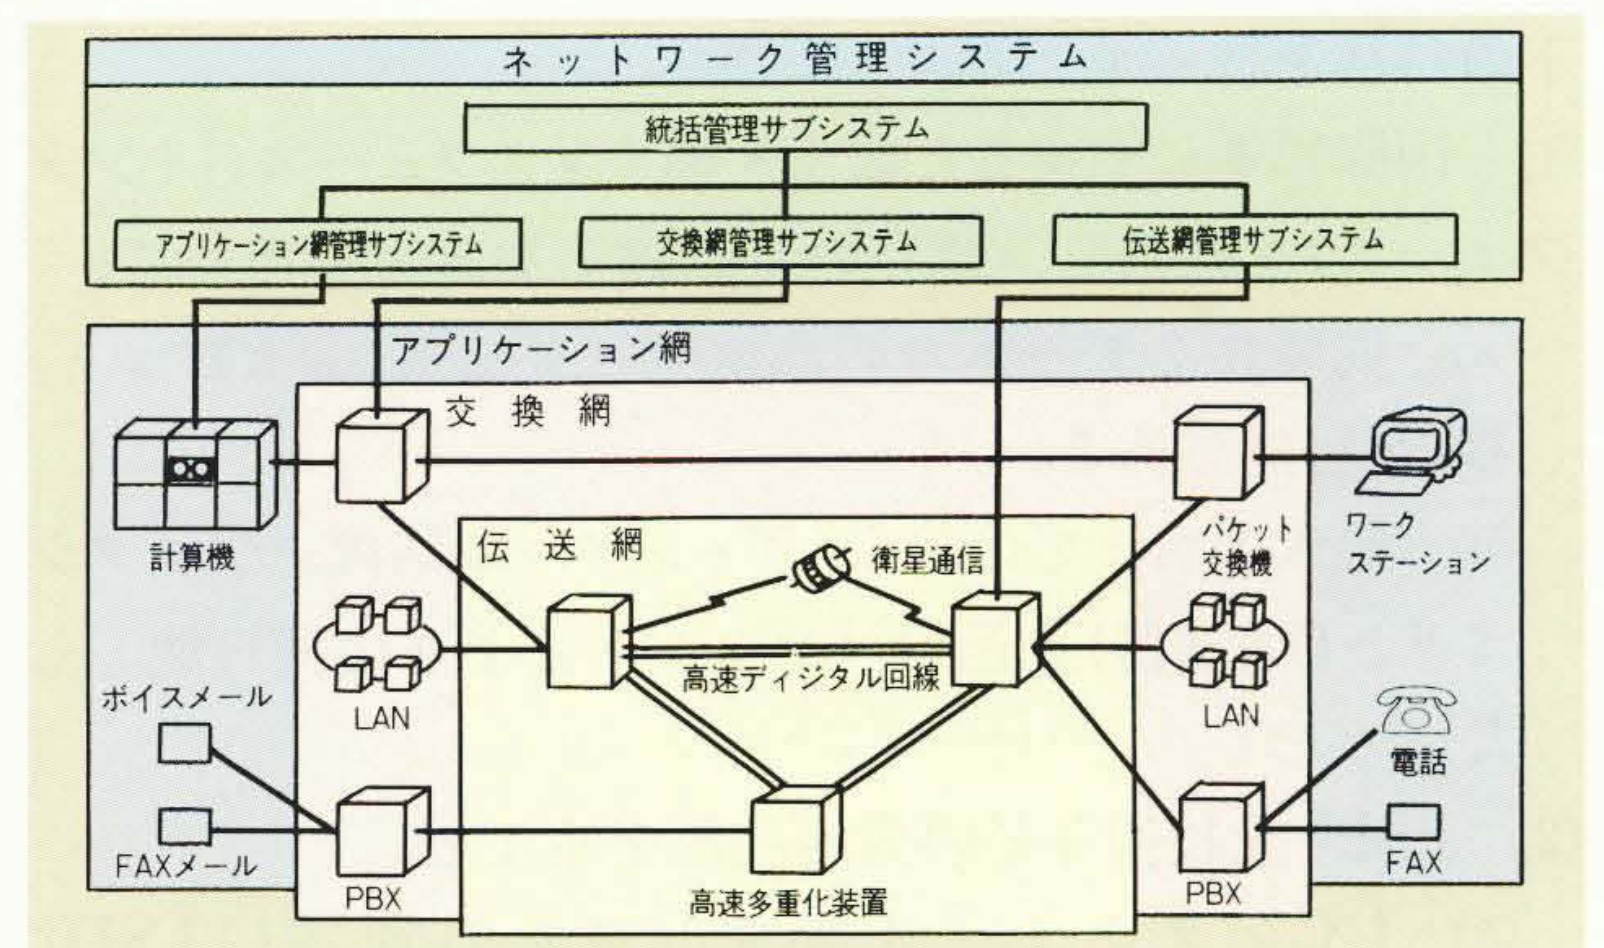 ネットワーク管理システム
統括管理サブシステム
アプリケーション網管理サブシステム
交換網管理サブシステム
伝送網管理サブシステム
アプリケーション網
交換網
伝送網
計算機
衛星通信
パケット
交換機
ワーク
ステーション
高速ディジタル回線
LAN
LAN
ボイスメール
電話
FAXメール
FAX
PBX
PBX
高速多重化装置